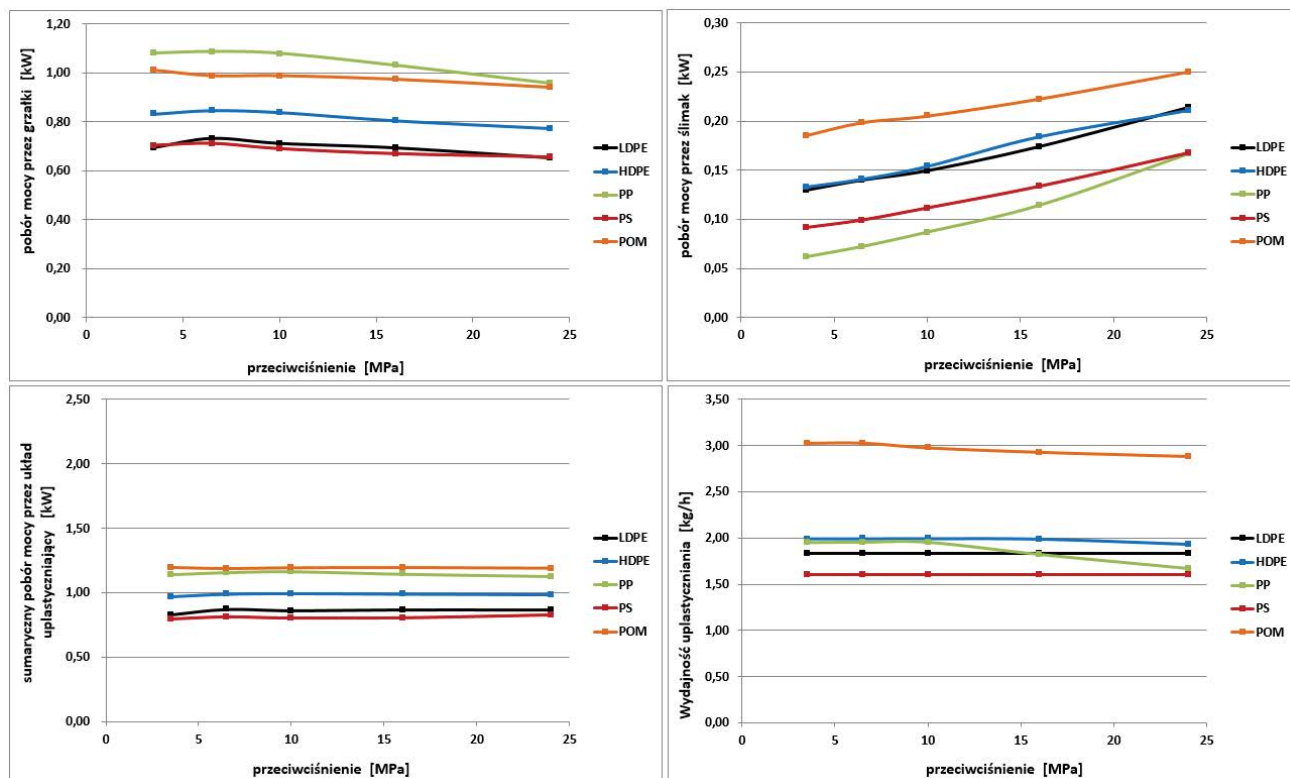 pobór mocy przez grzałki [kW]
1,20
1,00
0,80
0,60
0,40
0,20
0,00
0 5 10 15 20 25
przeciwciśnienie [MPa]
LDPE
HDPE
PP
PS
POM
pobór mocy przez ślimak [kW]
0,30
0,25
0,20
0,15
0,10
0,05
0,00
0 5 10 15 20 25
przeciwciśnienie [MPa]
LDPE
HDPE
PP
PS
POM
sumaryczny pobór mocy przez układ
uplastyczniający [kW]
2,50
2,00
1,50
1,00
0,50
0,00
0 5 10 15 20 25
przeciwciśnienie [MPa]
LDPE
HDPE
PP
PS
POM
Wydajność uplastyczniania [kg/h]
3,50
3,00
2,50
2,00
1,50
1,00
0,50
0,00
0 5 10 15 20 25
przeciwciśnienie [MPa]
LDPE
HDPE
PP
PS
POM